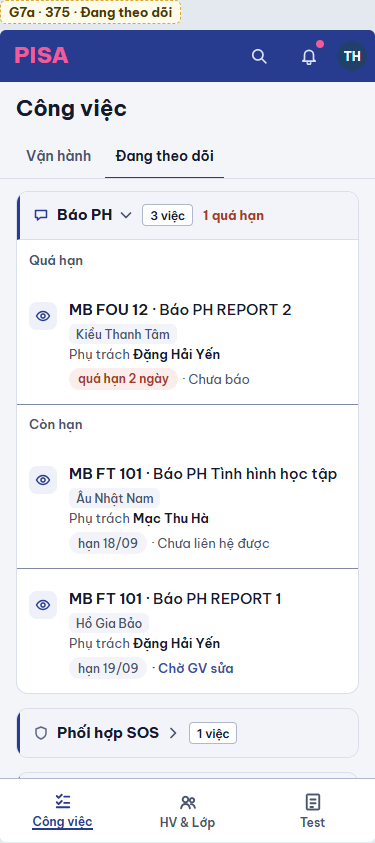 G7a · 375 · Đang theo dõi
PISA
TH
Công việc
Vận hành
Đang theo dõi
Báo PH
3 việc
1 quá hạn
Quá hạn
MB FOU 12 · Báo PH REPORT 2
Kiều Thanh Tâm
Phụ trách Đặng Hải Yến
quá hạn 2 ngày · Chưa báo
Còn hạn
MB FT 101 · Báo PH Tình hình học tập
Âu Nhật Nam
Phụ trách Mạc Thu Hà
hạn 18/09 · Chưa liên hệ được
MB FT 101 · Báo PH REPORT 1
Hồ Gia Bảo
Phụ trách Đặng Hải Yến
hạn 19/09 · Chờ GV sửa
Phối hợp SOS
1 việc
Công việc
HV & Lớp
Test